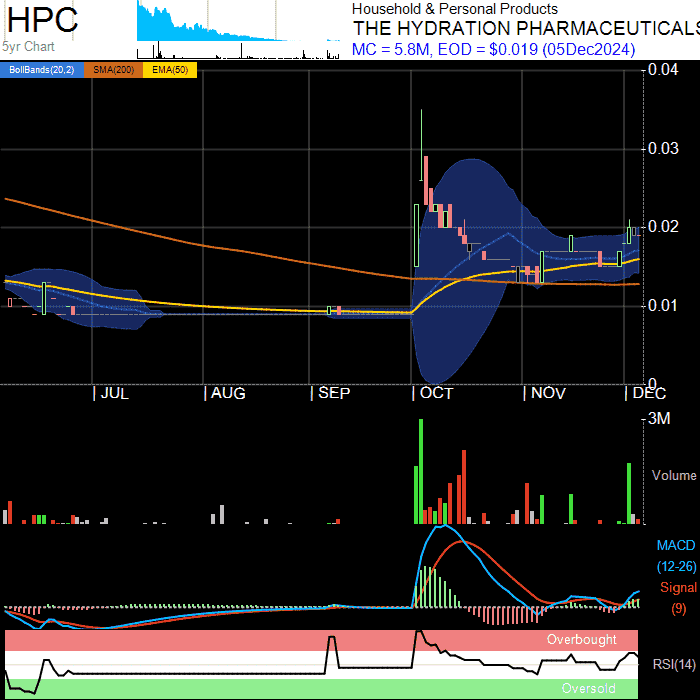 HPC
5yr Chart
Household & Personal Products
THE HYDRATION PHARMACEUTICALS
MC = 5.8M, EOD = $0.019 (05Dec2024)
BollBands(20,2) SMA(200) EMA(50)
0.04
0.03
0.02
0.01
0
JUL AUG SEP OCT NOV DEC
3M
Volume
MACD
(12-26)
Signal
(9)
Overbought
RSI(14)
Oversold